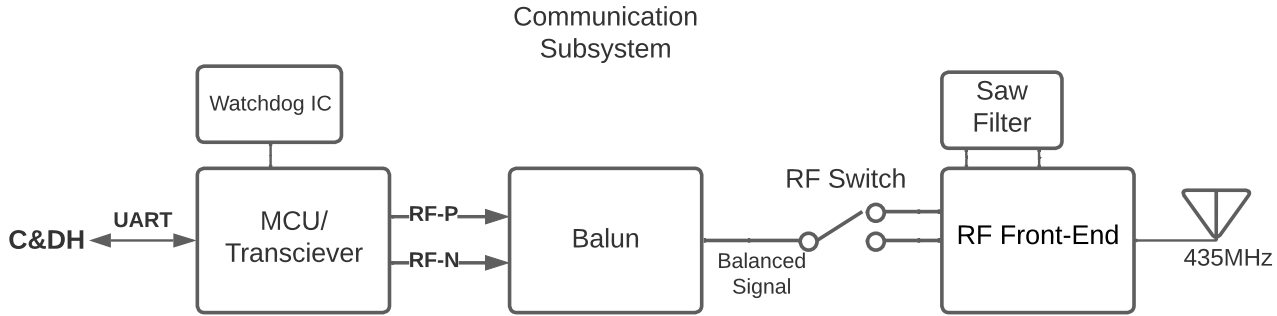 Communication
Subsystem
Watchdog IC
Saw
Filter
C&DH
UART
MCU/
Transciever
RF-P
RF-N
Balun
Balanced
Signal
RF Switch
RF Front-End
435MHz